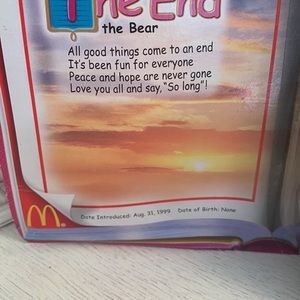 The End
the Bear
All good things come to an end
It's been fun for everyone
Peace and hope are never gone
Love you all and say, "So long"!
Date Introduced: Aug. 31, 1999 Date of Birth: None